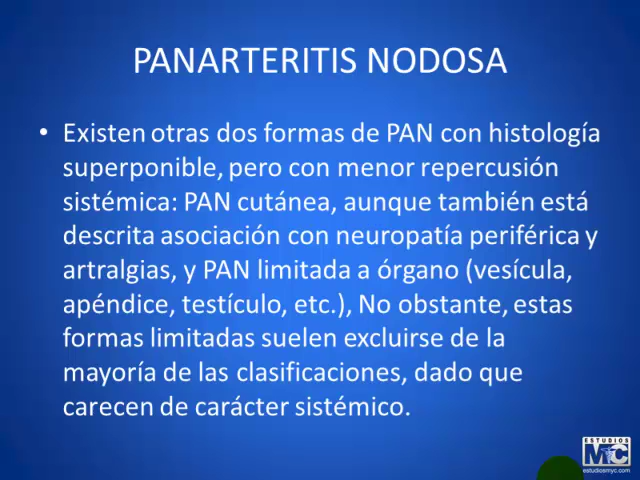 PANARTERITIS NODOSA
• Existen otras dos formas de PAN con histología
superponible, pero con menor repercusión
sistémica: PAN cutánea, aunque también está
descrita asociación con neuropatía periférica y
artralgias, y PAN limitada a órgano (vesícula,
apéndice, testículo, etc.), No obstante, estas
formas limitadas suelen excluirse de la
mayoría de las clasificaciones, dado que
carecen de carácter sistémico.
ESTUDIOS
MyC
estudiosmyc.com